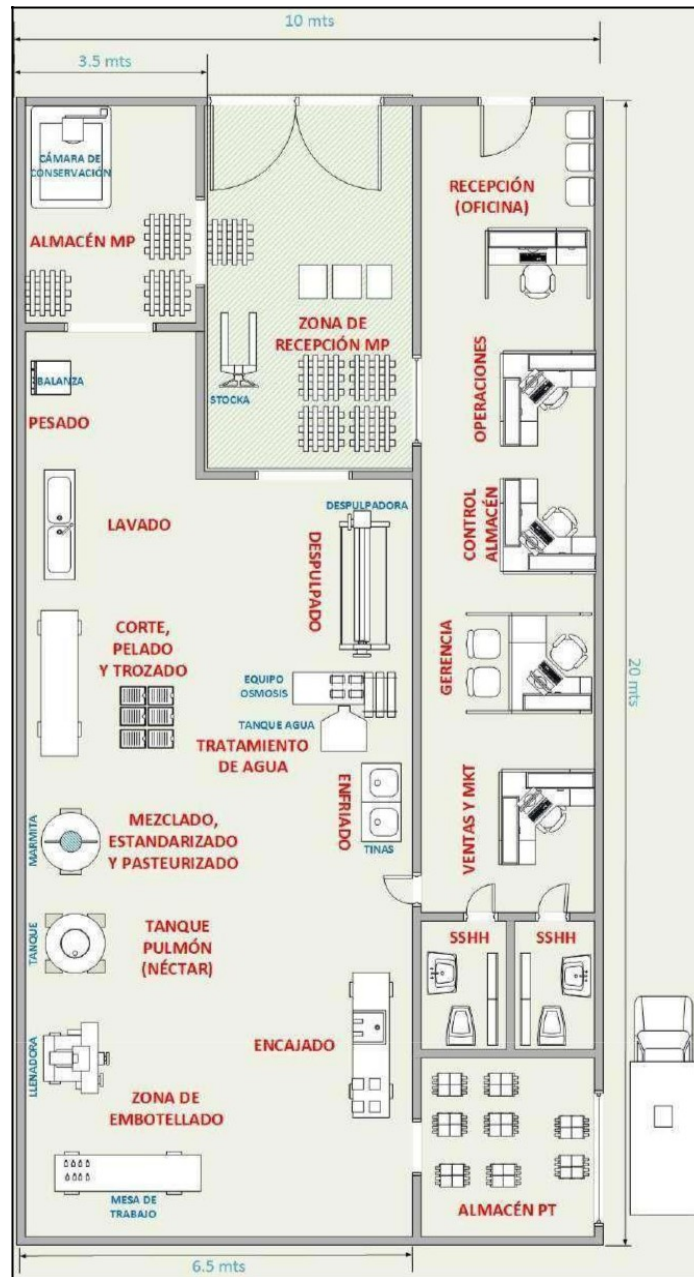 10 mts
3.5 mts
CÁMARA DE
CONSERVACIÓN
ALMACÉN MP
RECEPCIÓN
(OFICINA)
ZONA DE
RECEPCIÓN MP
STOCKA
BALANZA
PESADO
OPERACIONES
LAVADO
DESPULPADORA
DESPULPADO
CONTROL
ALMACÉN
CORTE,
PELADO
Y TROZADO
GERENCIA
EQUIPO
OSMOSIS
TANQUE AGUA
TRATAMIENTO
DE AGUA
20 mts
MARMITA
MEZCLADO,
ESTANDARIZADO
Y PASTEURIZADO
ENFRIADO
TINAS
VENTAS Y MKT
TANQUE
TANQUE
PULMÓN
(NÉCTAR)
SSHH
SSHH
LLENADORA
ENCAJADO
ZONA DE
EMBOTELLADO
MESA DE
TRABAJO
ALMACÉN PT
6.5 mts